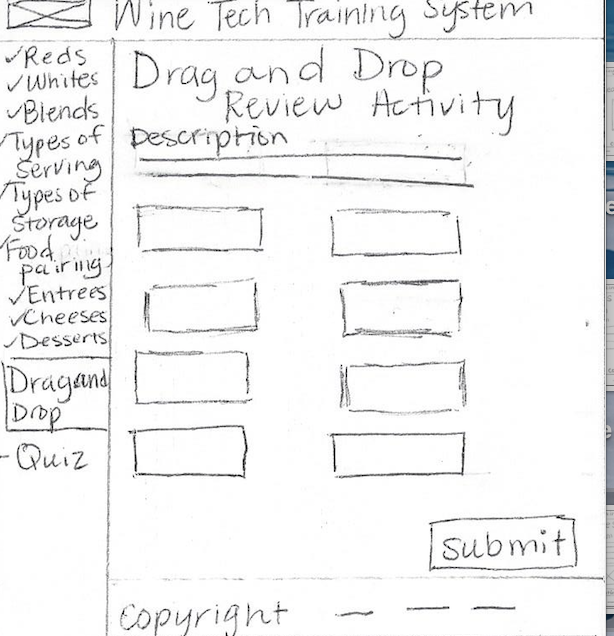 Wine Tech Training System
✓Reds
✓Whites
✓Blends
✓Types of
Serving
✓Types of
Storage
✓Food
pairing
✓Entrees
✓Cheeses
✓Desserts
Drag and
Drop
- Quiz
Drag and Drop
Review Activity
Description
Submit
Copyright — — —